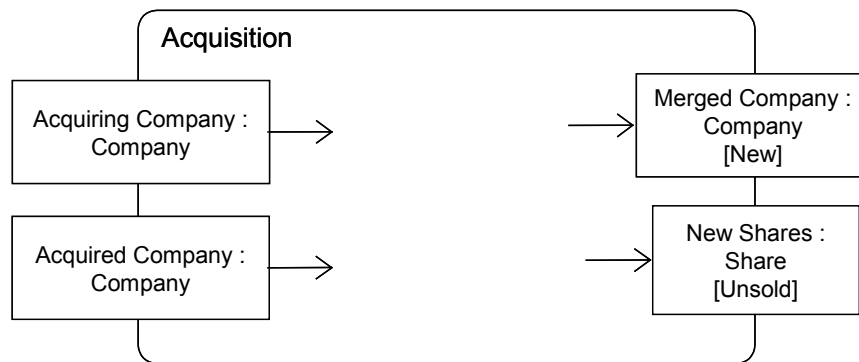 Acquisition
Acquiring Company :
Company
Merged Company :
Company
[New]
Acquired Company :
Company
New Shares :
Share
[Unsold]